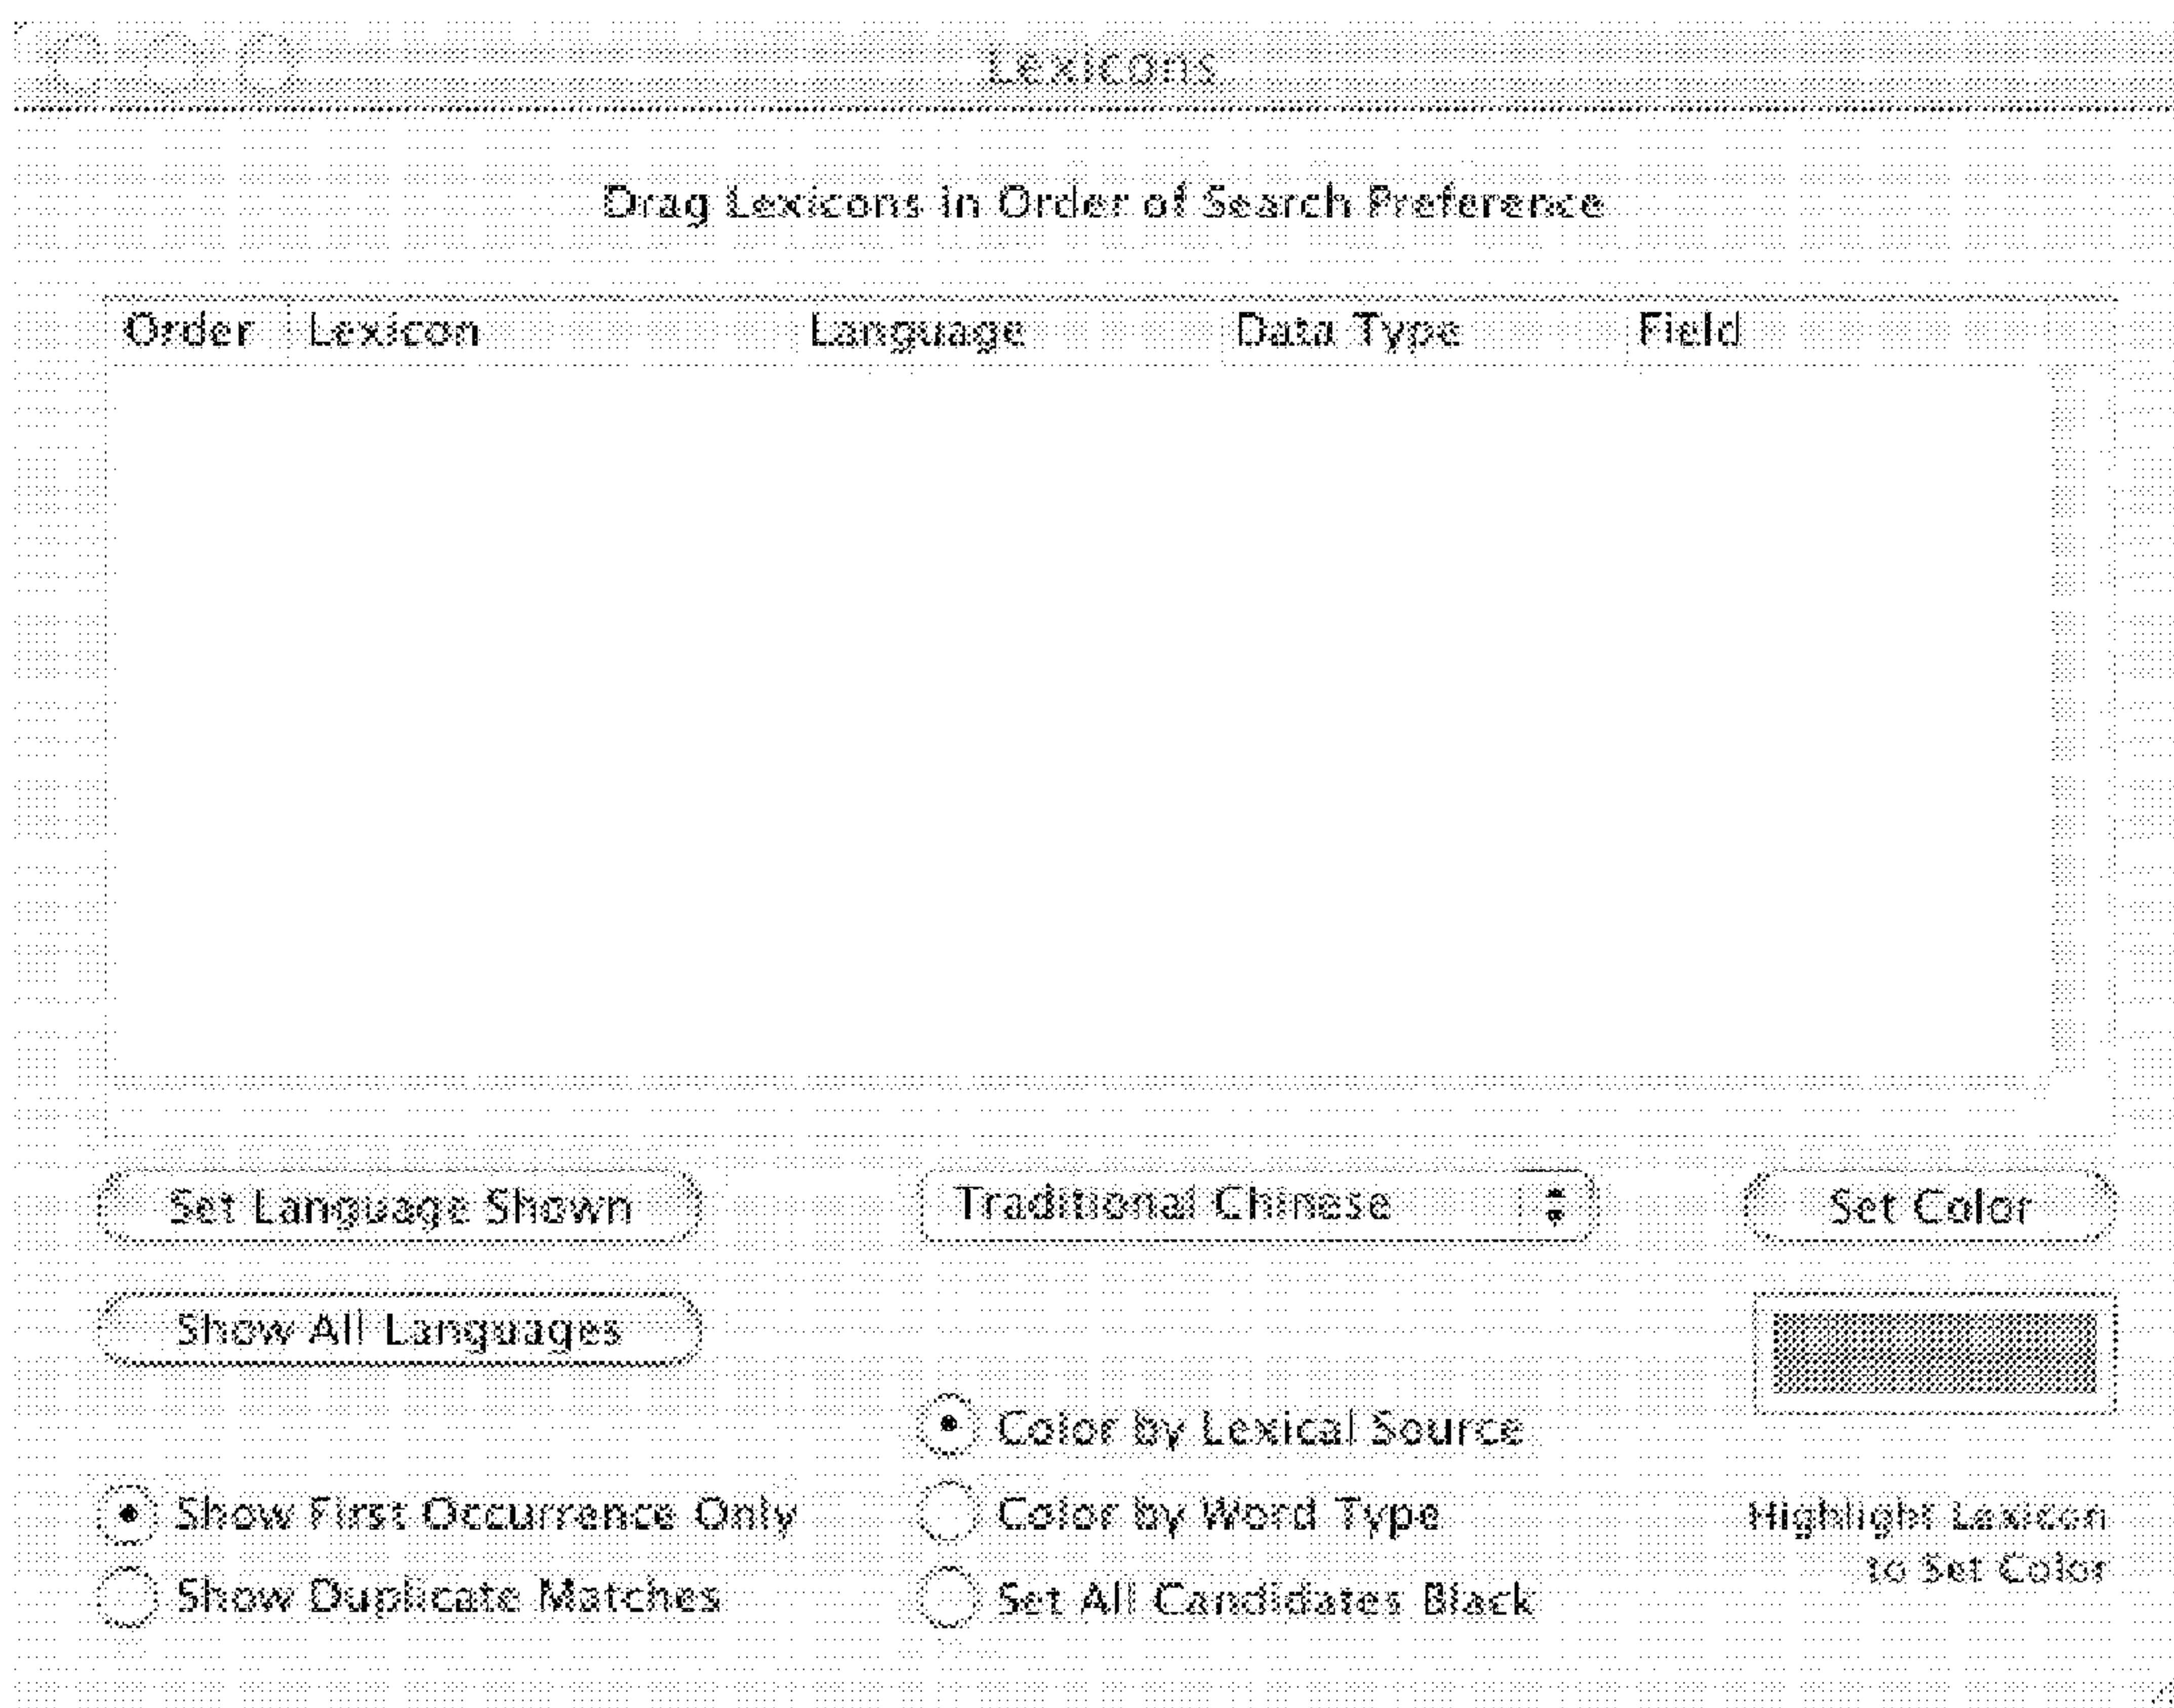 Lexicons
Drag Lexicons in Order of Search Preference
Order Lexicon Language Data Type Field
Set Language Shown Traditional Chinese Set Color
Show All Languages
Color by Lexical Source
Show First Occurrence Only Color by Word Type Highlight Lexicon
to Set Color
Show Duplicate Matches Set All Candidates Black